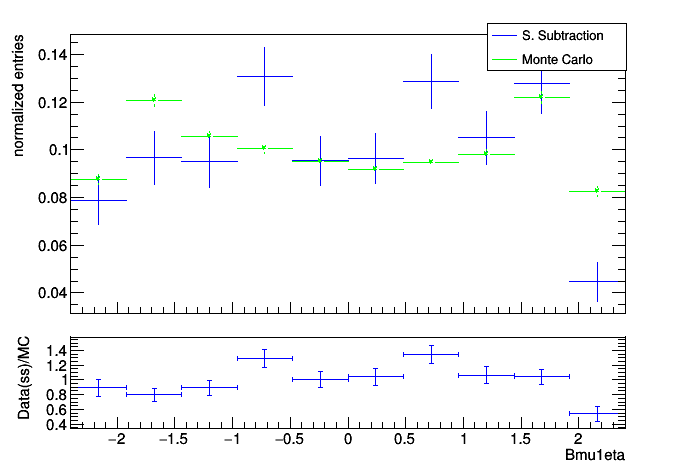 normalized entries
S. Subtraction
Monte Carlo
0.14
0.12
0.1
0.08
0.06
0.04
Data(ss)/MC
1.4
1.2
1
0.8
0.6
0.4
−2 −1.5 −1 −0.5 0 0.5 1 1.5 2
Bmu1eta